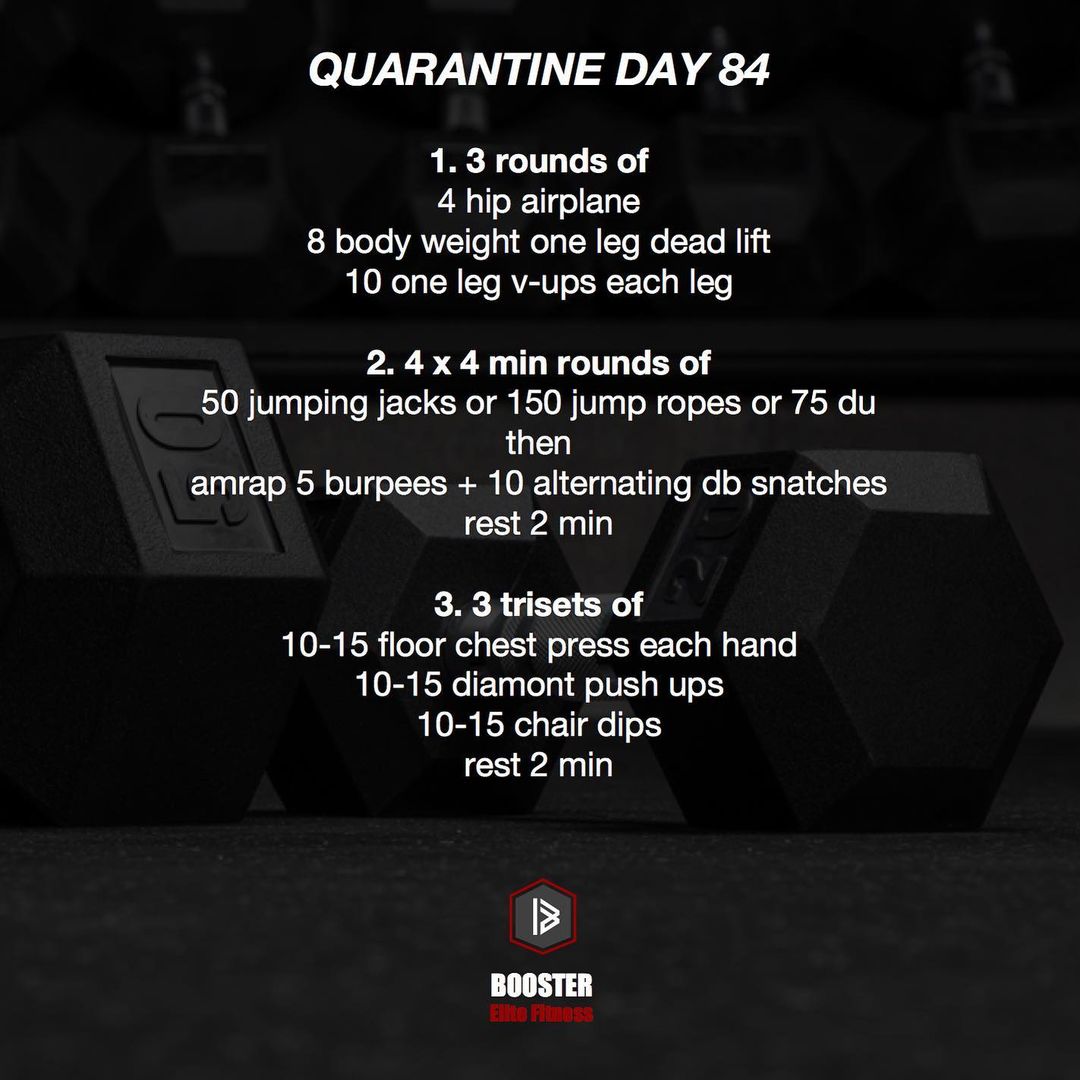 QUARANTINE DAY 84
1. 3 rounds of
4 hip airplane
8 body weight one leg dead lift
10 one leg v-ups each leg
2. 4 x 4 min rounds of
50 jumping jacks or 150 jump ropes or 75 du
then
amrap 5 burpees + 10 alternating db snatches
rest 2 min
3. 3 trisets of
10-15 floor chest press each hand
10-15 diamont push ups
10-15 chair dips
rest 2 min
50
20
B
BOOSTER
Elite Fitness